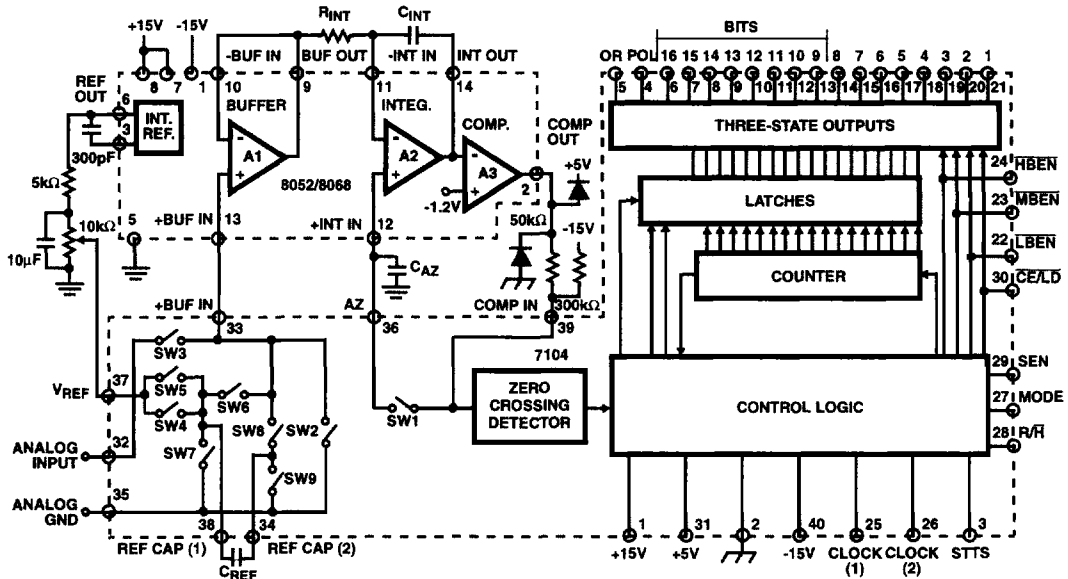 +15V -15V RINT CINT BITS
-BUF IN BUF OUT -INT IN INT OUT OR POL 16 15 14 13 12 11 10 9 8 7 6 5 4 3 2 1
8 7 1 10 9 11 14 5 4 6 7 8 9 10 11 12 13 14 15 16 17 18 19 20 21
REF OUT 6 BUFFER INTEG.
INT. REF. COMP. COMP OUT THREE-STATE OUTPUTS
3 - A1 + - A2 + - A3 +
300pF +5V 24 HBEN
8052/8068 2
5kΩ -1.2V LATCHES
+BUF IN +INT IN 50kΩ 23 MBEN
5 13 12 -15V
10kΩ 22 LBEN
10μF CAZ COUNTER
+BUF IN AZ COMP IN 300kΩ 30 CE/LD
33 36 39
SW3 7104 29 SEN
37 SW5 ZERO CROSSING DETECTOR CONTROL LOGIC
VREF SW6 27 MODE
SW4 SW1
32 SW8 SW2 28 R/H
ANALOG INPUT SW7
SW9
35
ANALOG GND
38 34 1 31 2 40 25 26 3
REF CAP (1) REF CAP (2) +15V +5V -15V CLOCK (1) CLOCK (2) STTS
CREF